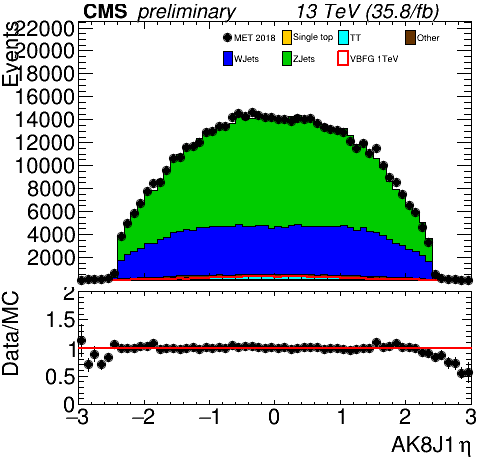 CMS preliminary 13 TeV (35.8/fb)
Events
22000
20000
18000
16000
14000
12000
10000
8000
6000
4000
2000
MET 2018 Single top TT Other
WJets ZJets VBFG 1TeV
Data/MC
2
1.5
1
0.5
0
−3 −2 −1 0 1 2 3
AK8J1 η